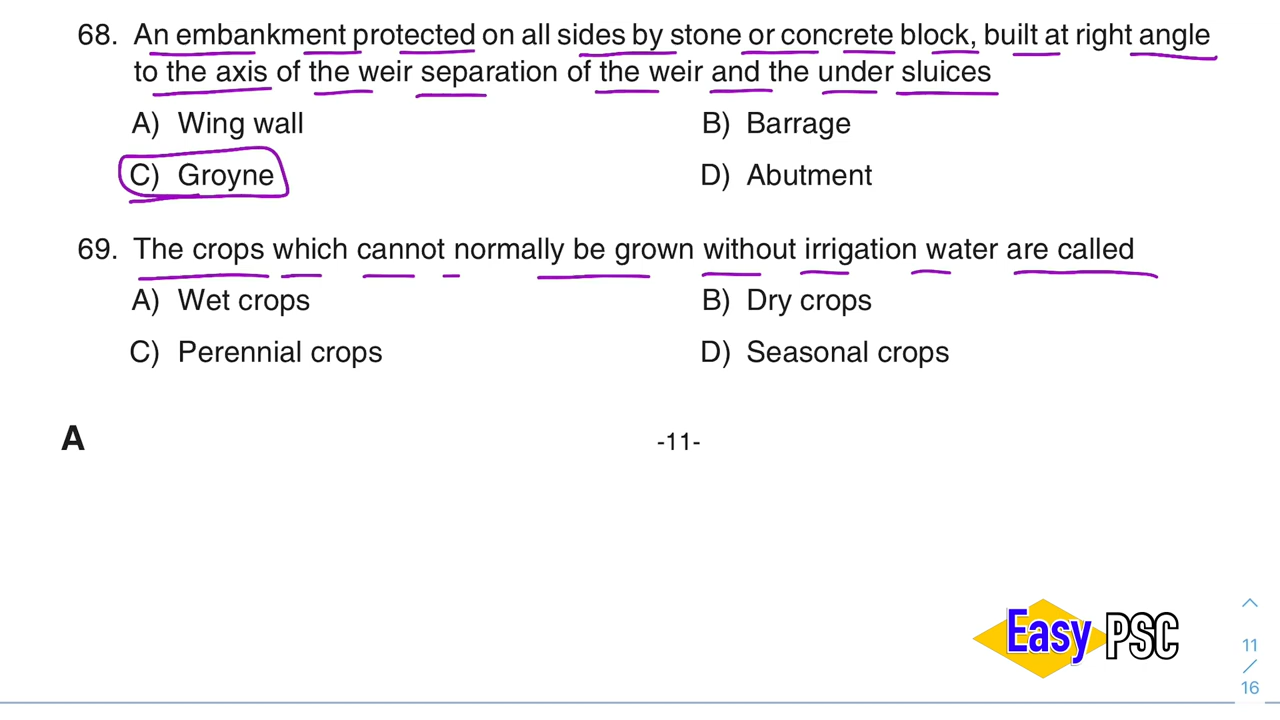 68. An embankment protected on all sides by stone or concrete block, built at right angle
to the axis of the weir separation of the weir and the under sluices
A) Wing wall B) Barrage
C) Groyne D) Abutment
69. The crops which cannot normally be grown without irrigation water are called
A) Wet crops B) Dry crops
C) Perennial crops D) Seasonal crops
A -11-
Easy PSC
11
/
16